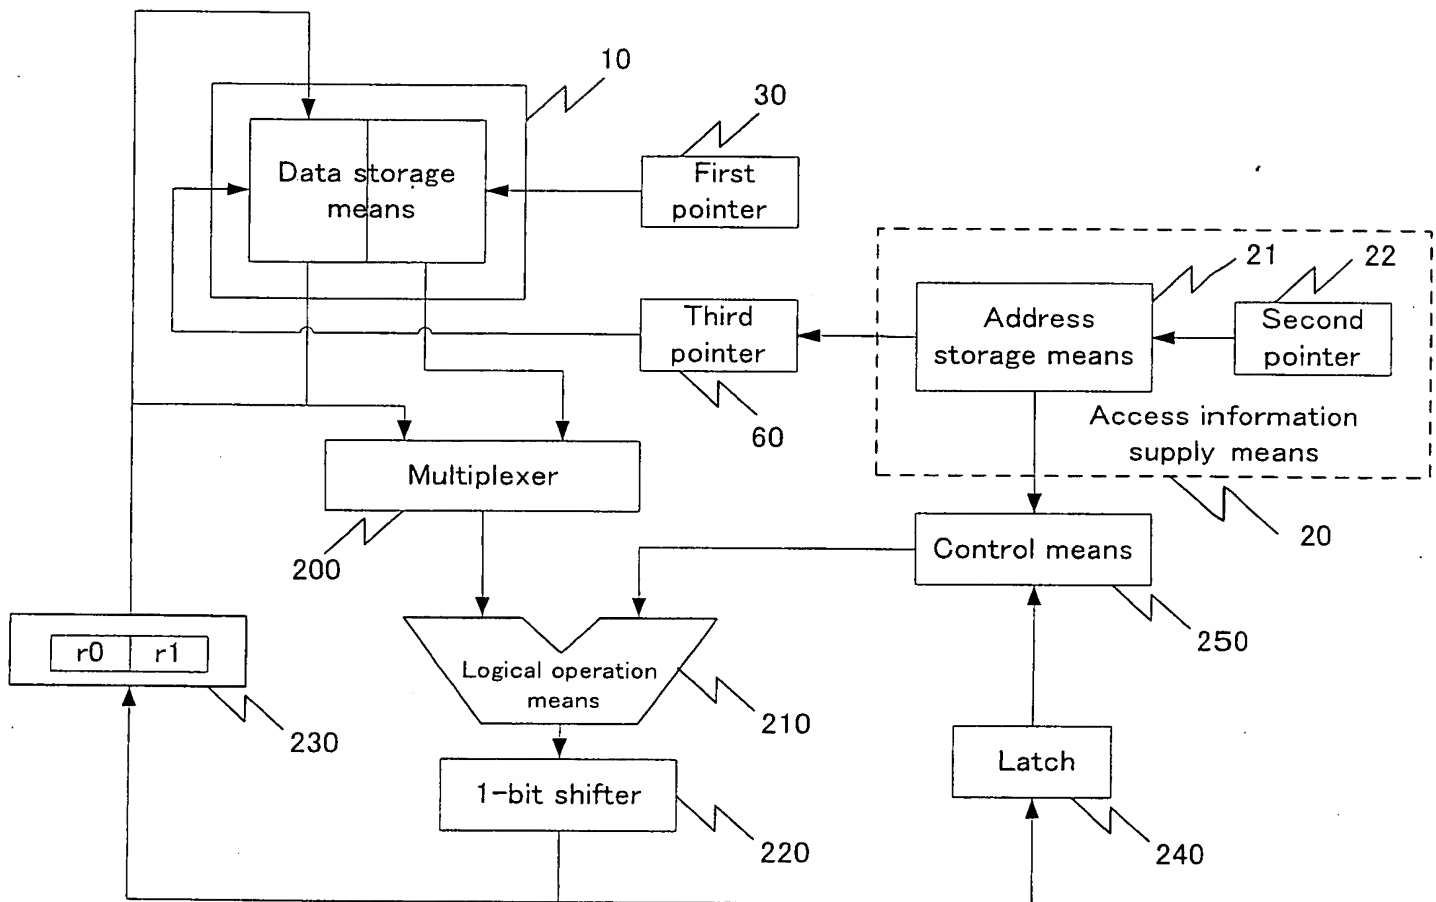 10
30
Data storage
means
First
pointer
21
22
Address
storage means
Second
pointer
Third
pointer
60
Access information
supply means
Multiplexer
200
Control means
20
250
r0 r1
230
Logical operation
means
210
Latch
240
1-bit shifter
220